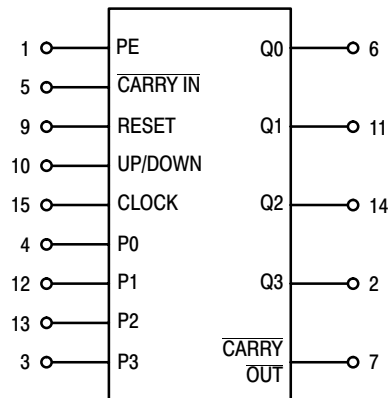 1 PE Q0 6
5 CARRY IN
9 RESET Q1 11
10 UP/DOWN
15 CLOCK Q2 14
4 P0
12 P1 Q3 2
13 P2
CARRY
3 P3 OUT 7